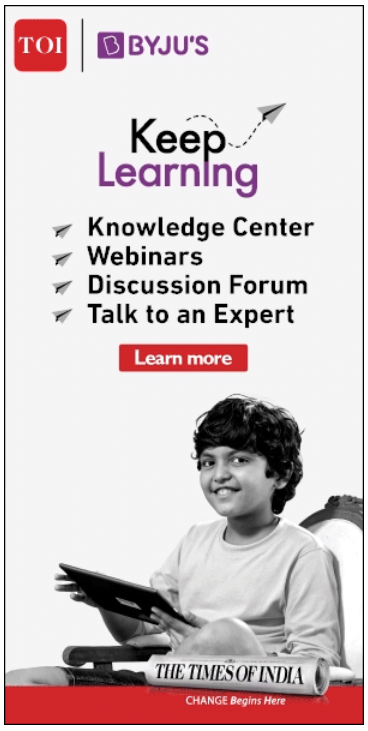 TOI BYJU'S
Keep
Learning
Knowledge Center
Webinars
Discussion Forum
Talk to an Expert
Learn more
THE TIMES OF INDIA
CHANGE Begins Here